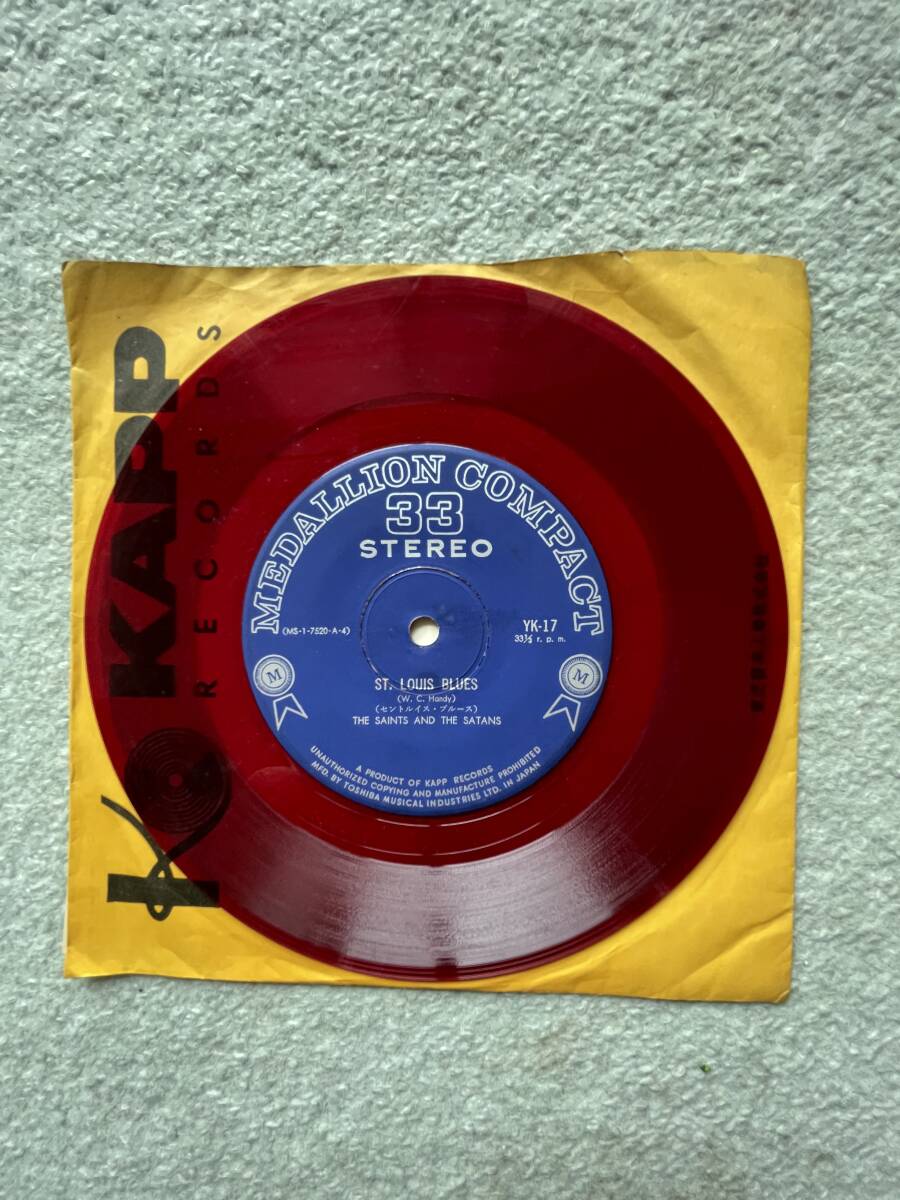 KAPP
RECORDS
MEDALLION COMPACT
33
STEREO
(MS-1-7520-A-4)
YK-17
33⅓ r. p. m.
M
M
ST. LOUIS BLUES
(W. C. Handy)
(セントルイス・ブルース)
THE SAINTS AND THE SATANS
A PRODUCT OF KAPP RECORDS
UNAUTHORIZED COPYING AND MANUFACTURE PROHIBITED
MFD. BY TOSHIBA MUSICAL INDUSTRIES LTD. IN JAPAN